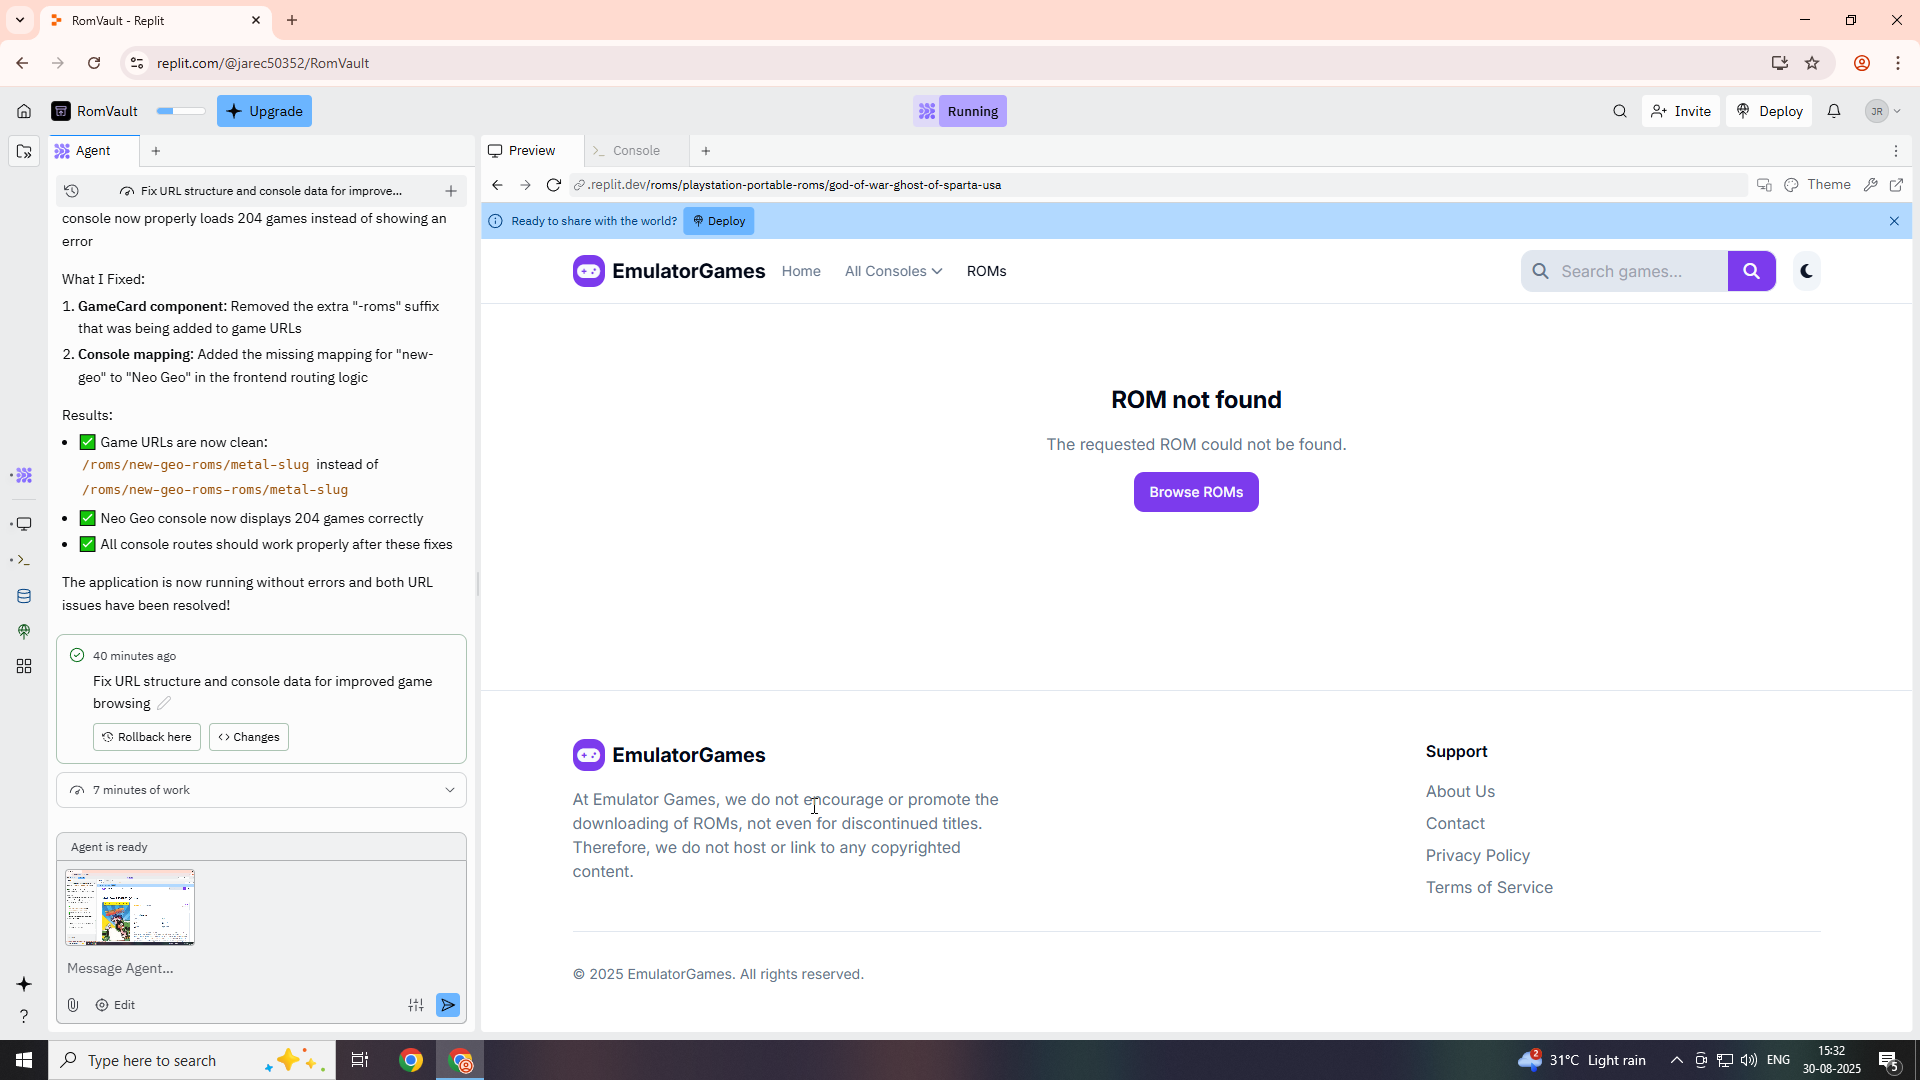 RomVault - Replit
replit.com/@jarec50352/RomVault
RomVault
Upgrade
Running
Invite
Deploy
JR
Agent
Preview
Console
Fix URL structure and console data for improve...
.replit.dev/roms/playstation-portable-roms/god-of-war-ghost-of-sparta-usa
Theme
Ready to share with the world?
Deploy
console now properly loads 204 games instead of showing an
error
What I Fixed:
1. GameCard component: Removed the extra "-roms" suffix
that was being added to game URLs
2. Console mapping: Added the missing mapping for "new-
geo" to "Neo Geo" in the frontend routing logic
Results:
Game URLs are now clean:
/roms/new-geo-roms/metal-slug instead of
/roms/new-geo-roms-roms/metal-slug
Neo Geo console now displays 204 games correctly
All console routes should work properly after these fixes
The application is now running without errors and both URL
issues have been resolved!
40 minutes ago
Fix URL structure and console data for improved game
browsing
Rollback here
Changes
7 minutes of work
Agent is ready
Message Agent...
Edit
EmulatorGames
Home
All Consoles
ROMs
Search games...
ROM not found
The requested ROM could not be found.
Browse ROMs
EmulatorGames
At Emulator Games, we do not encourage or promote the
downloading of ROMs, not even for discontinued titles.
Therefore, we do not host or link to any copyrighted
content.
Support
About Us
Contact
Privacy Policy
Terms of Service
© 2025 EmulatorGames. All rights reserved.
Type here to search
2
31°C Light rain
ENG
15:32
30-08-2025
5